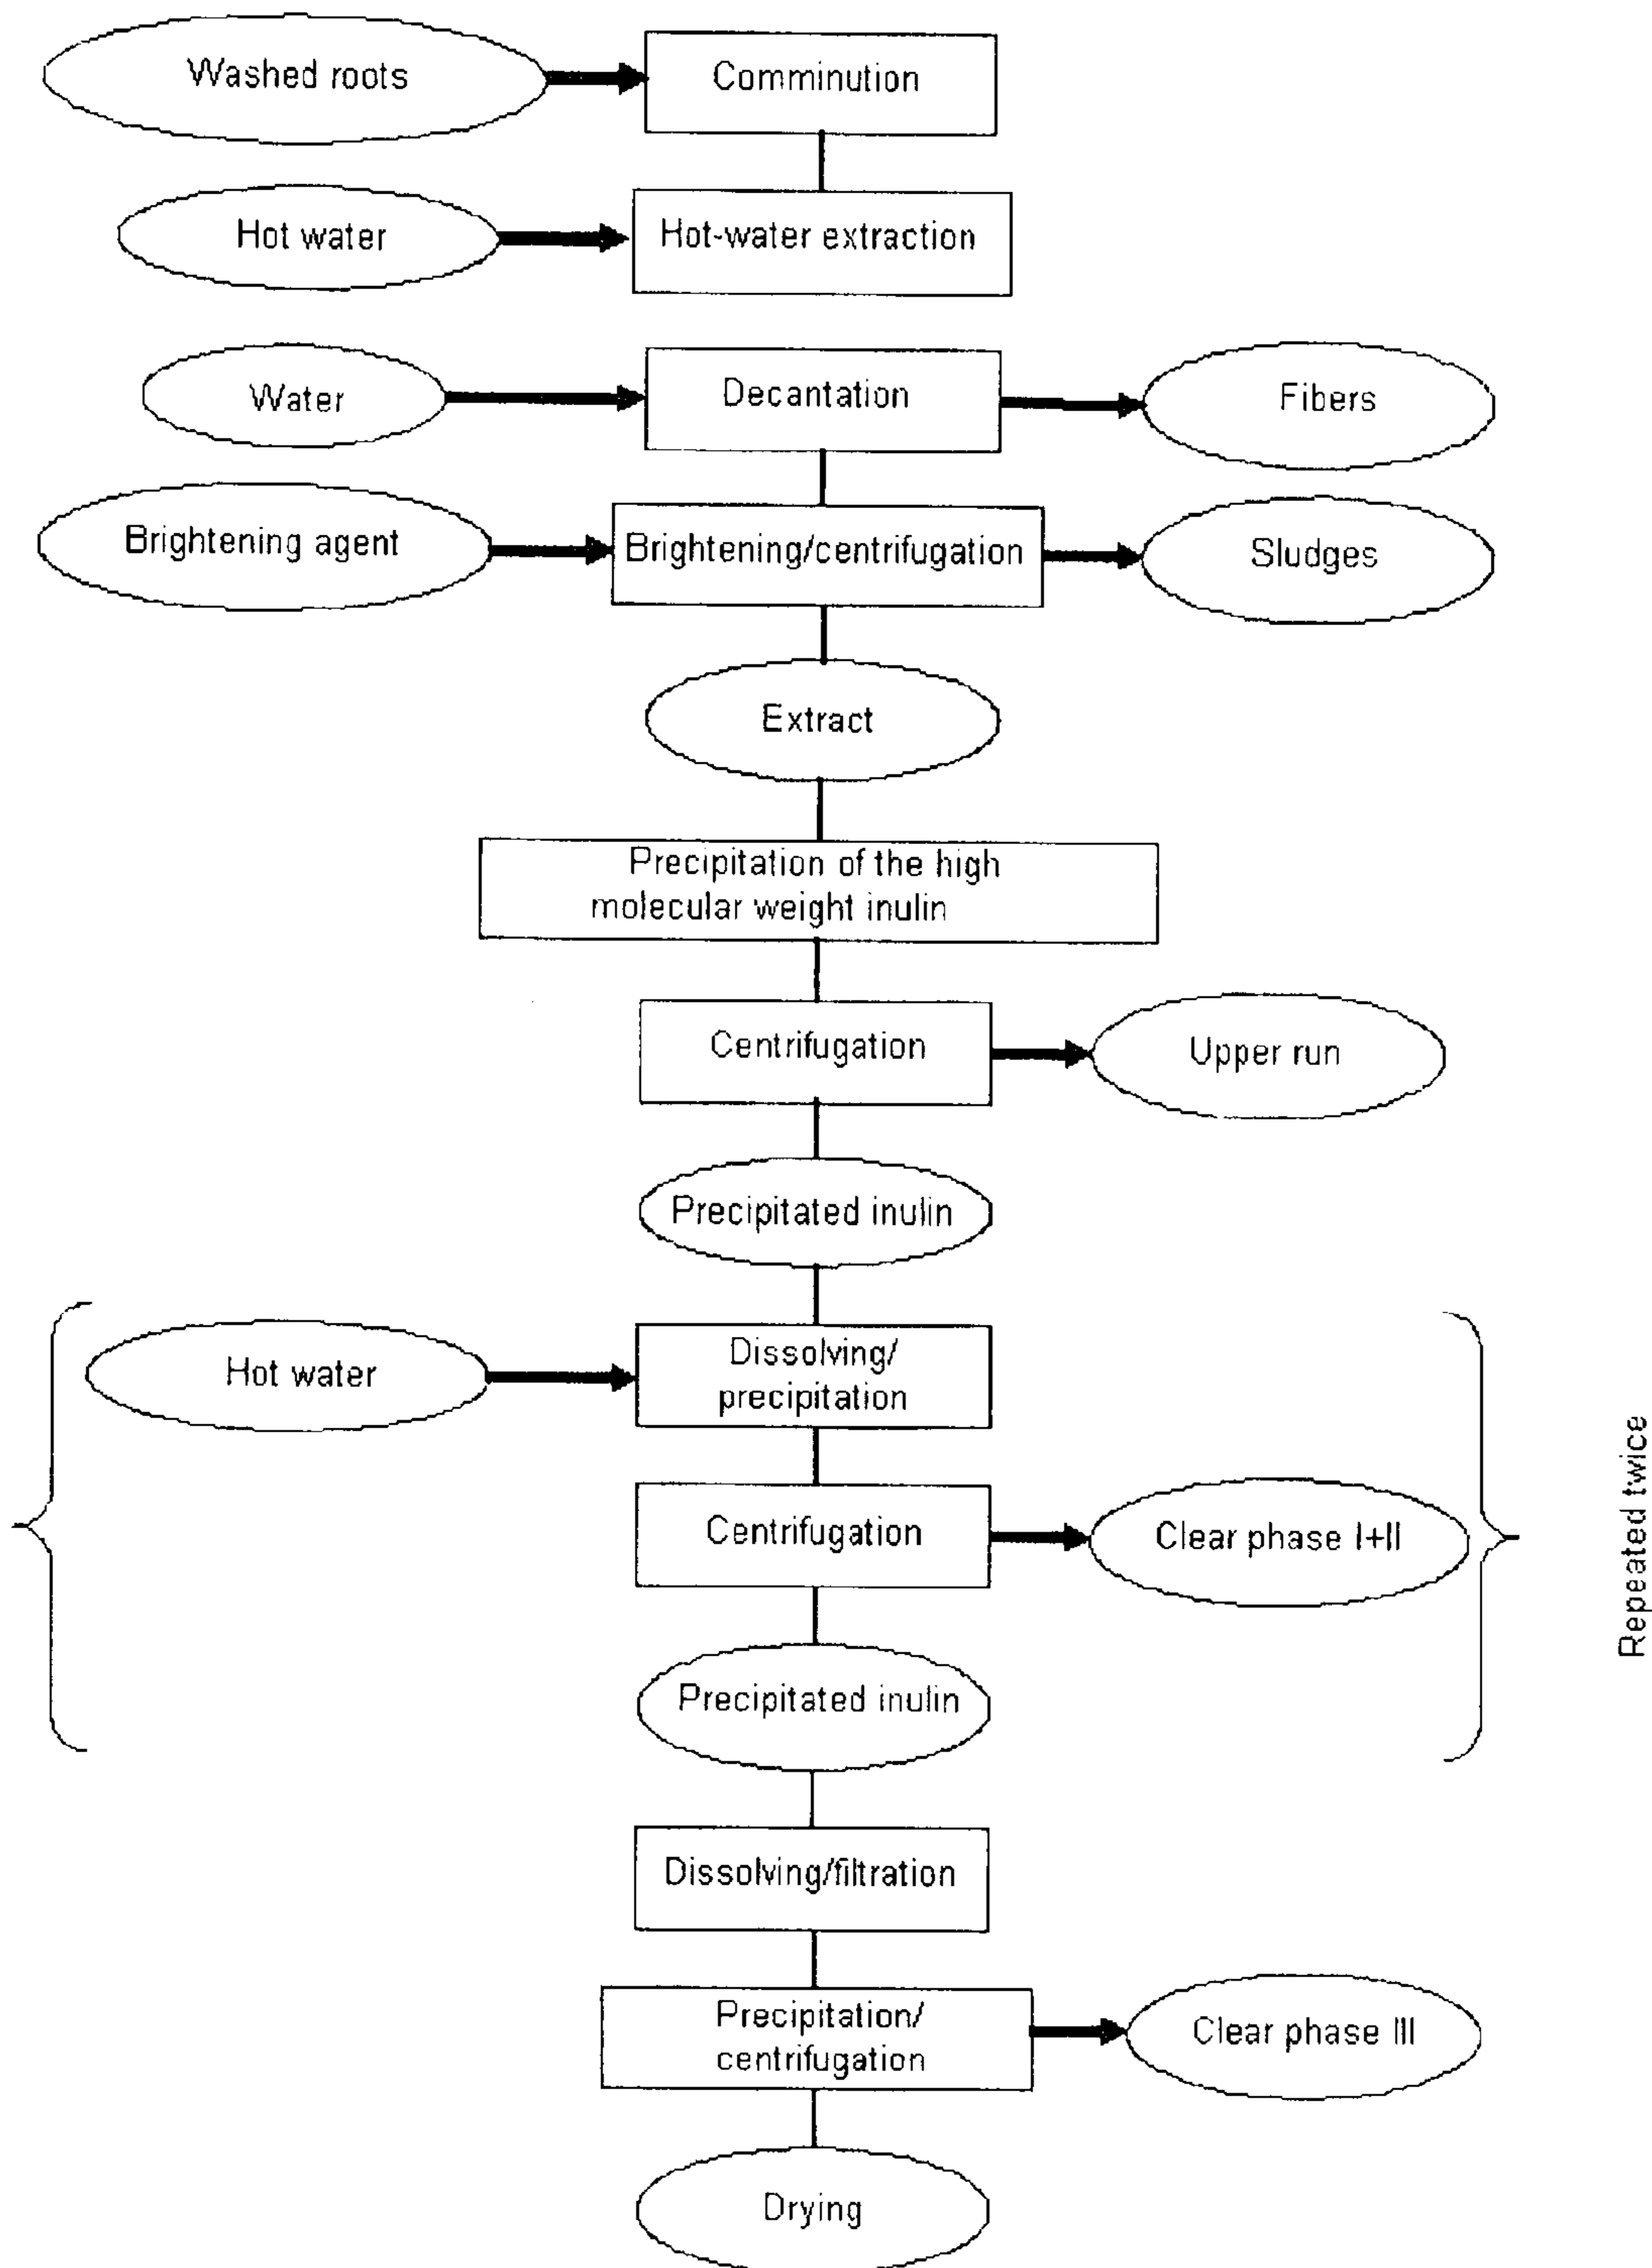 Washed roots
Comminution
Hot water
Hot-water extraction
Water
Decantation
Fibers
Brightening agent
Brightening/centrifugation
Sludges
Extract
Precipitation of the high
molecular weight inulin
Centrifugation
Upper run
Precipitated inulin
Hot water
Dissolving/
precipitation
Centrifugation
Clear phase I+II
Repeated twice
Precipitated inulin
Dissolving/filtration
Precipitation/
centrifugation
Clear phase III
Drying